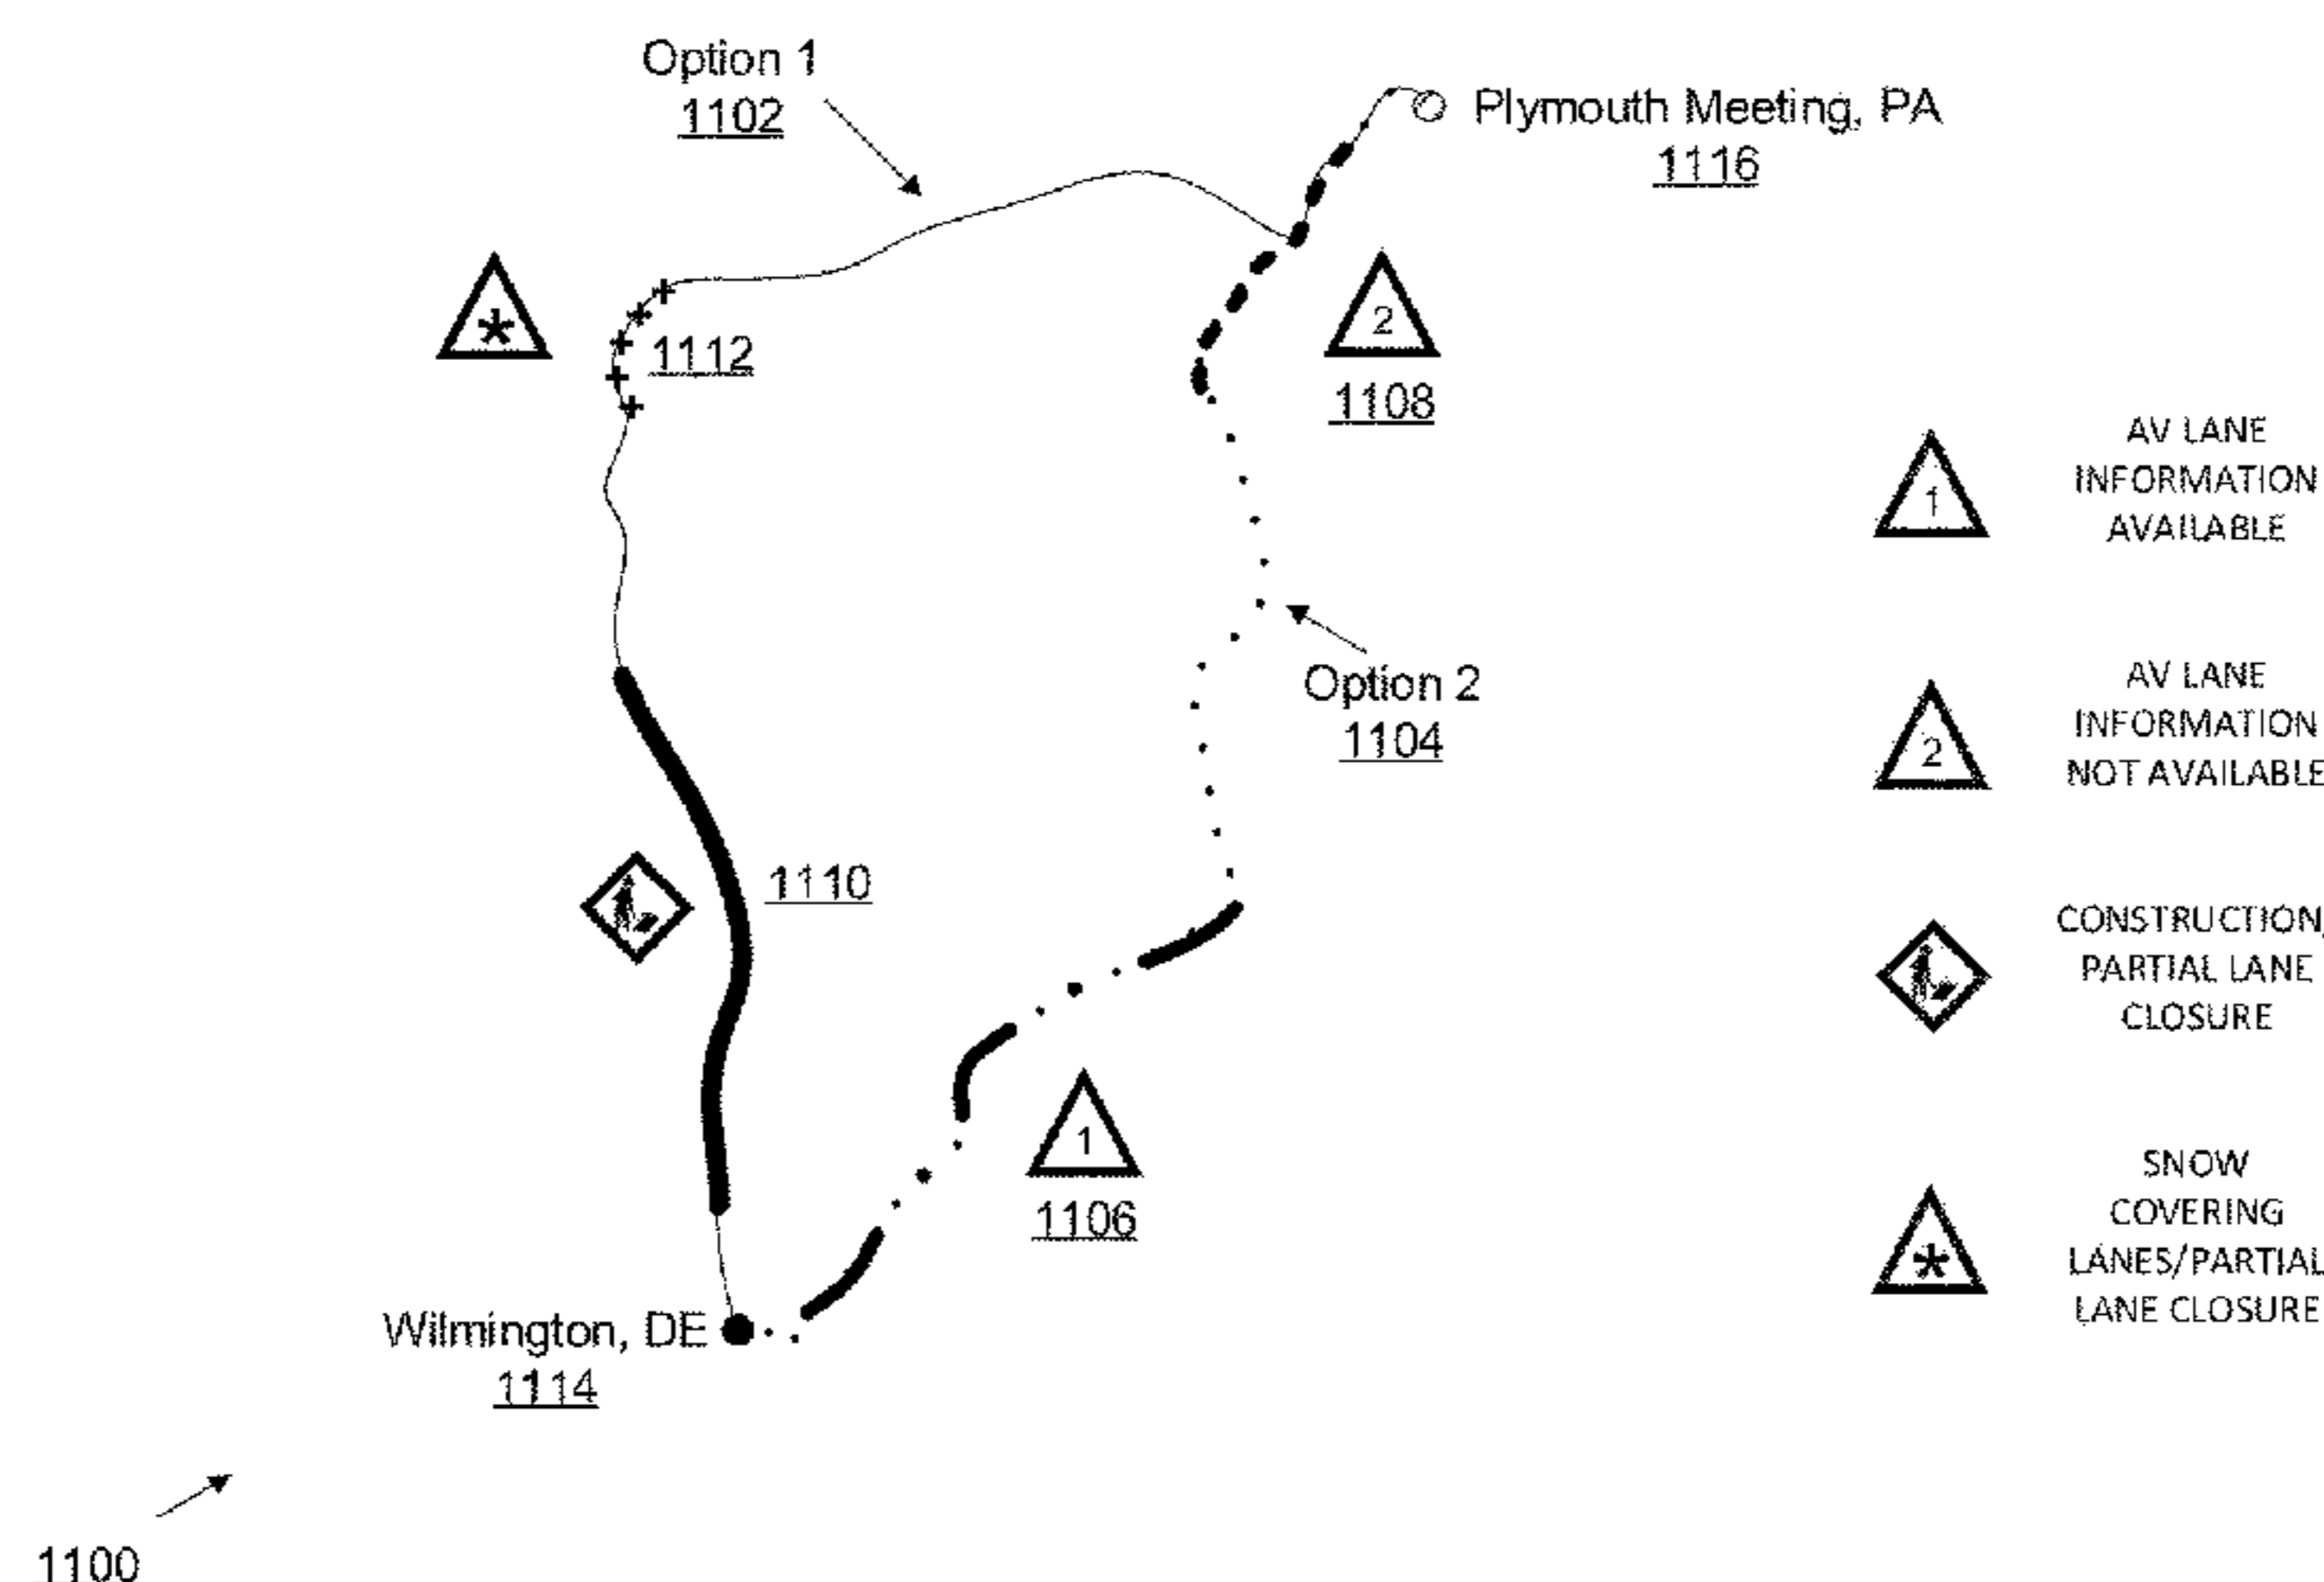 Option 1
1102
Plymouth Meeting, PA
1116
*
1112
2
1108
Option 2
1104
1110
1
1106
Wilmington, DE
1114
1100
1
AV LANE
INFORMATION
AVAILABLE
2
AV LANE
INFORMATION
NOT AVAILABLE
CONSTRUCTION,
PARTIAL LANE
CLOSURE
*
SNOW
COVERING
LANES/PARTIAL
LANE CLOSURE